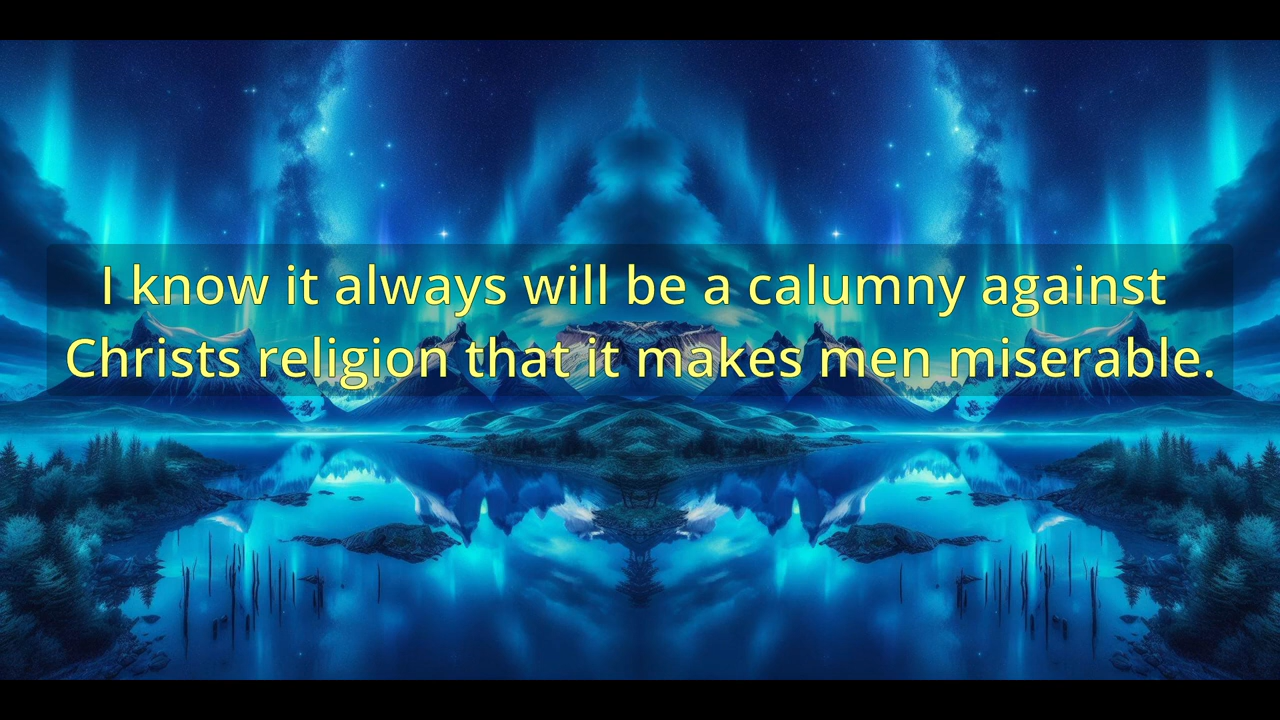 I know it always will be a calumny against
Christs religion that it makes men miserable.